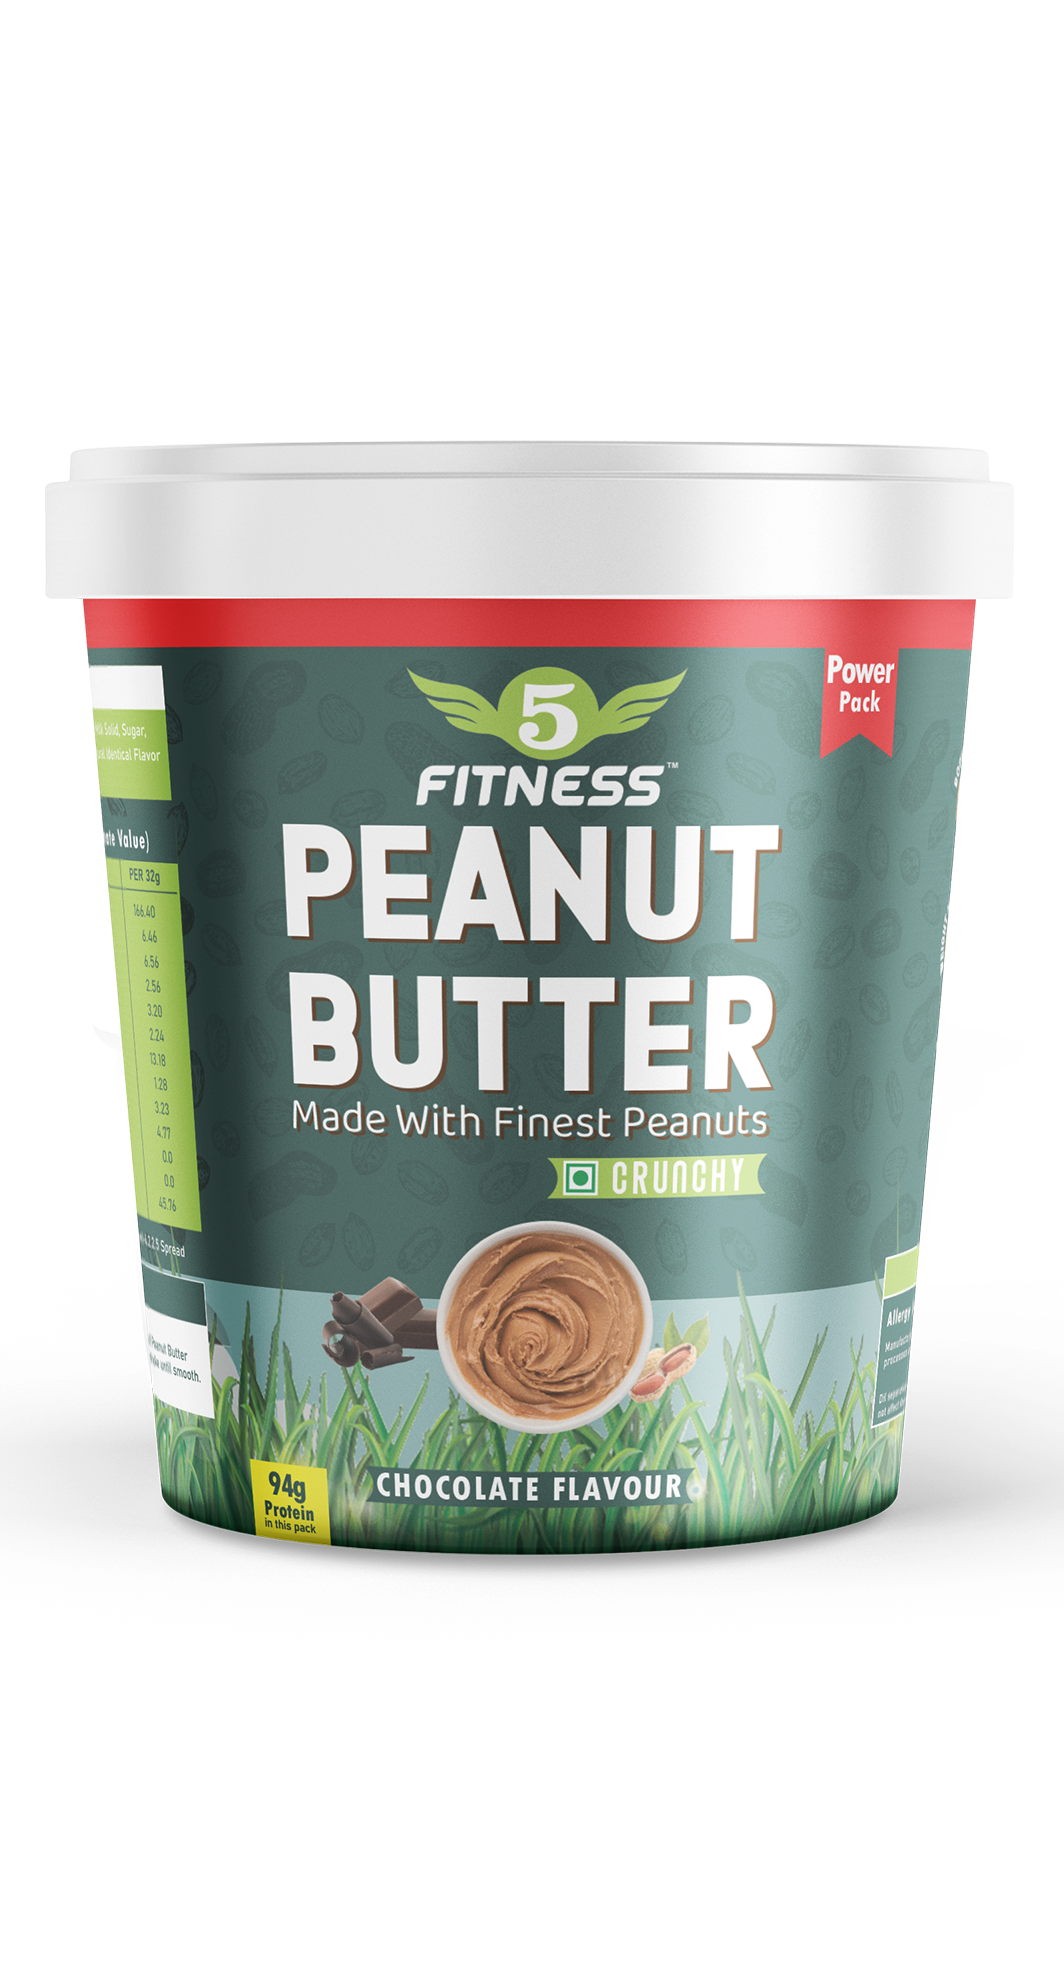 5
FITNESS™
PEANUT
BUTTER
Made With Finest Peanuts
CRUNCHY
CHOCOLATE FLAVOUR
94g
Protein
in this pack
Power
Pack
Solid, Sugar,
Identical Flavor
Value)
PER 32g
166.40
6.46
6.56
2.56
3.20
2.24
13.18
1.28
3.23
4.77
0.0
0.0
45.76
Spread
Peanut Butter
until smooth.
Allergy